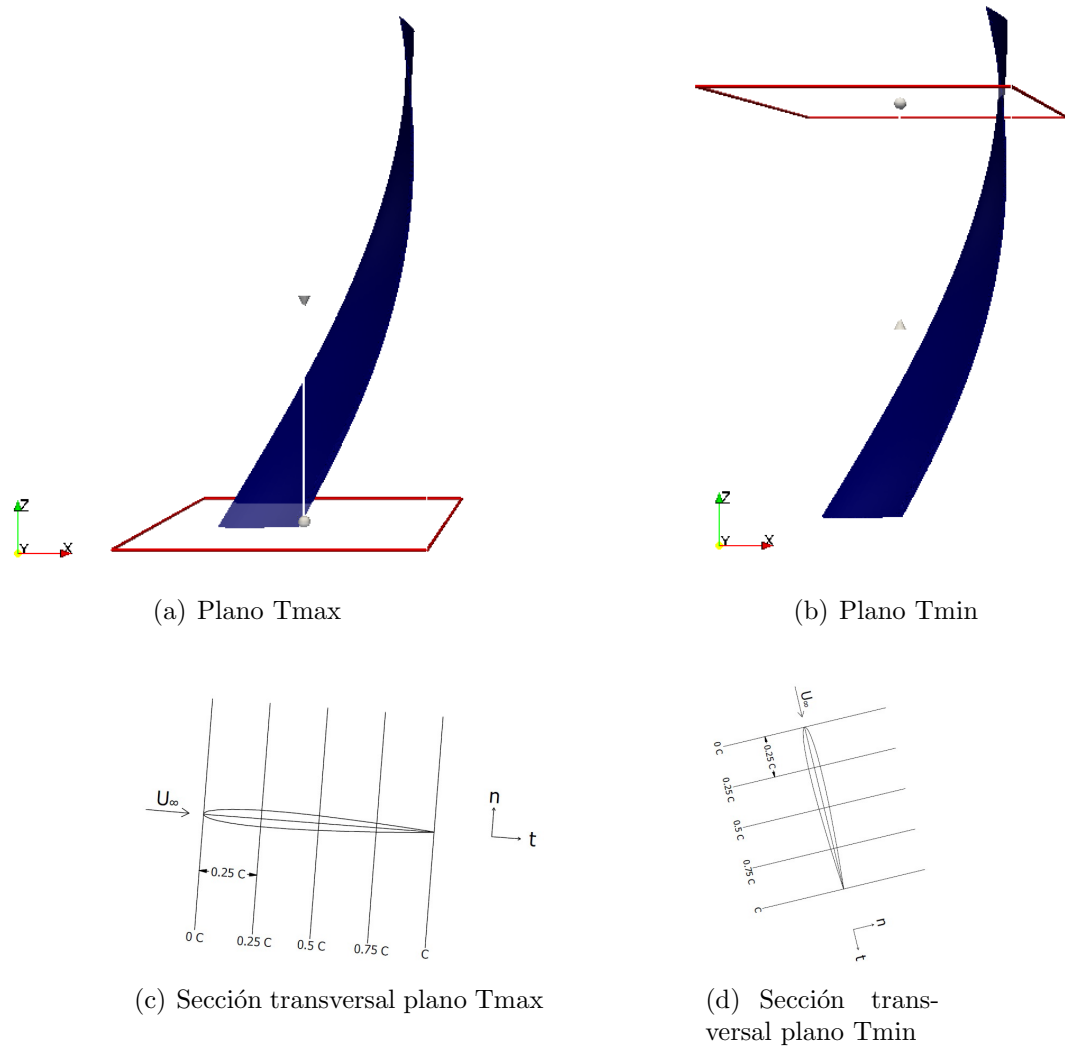 Z
Y
X
Z
Y
X
(a) Plano Tmax
(b) Plano Tmin
U∞
n
t
0.25 C
0 C
0.25 C
0.5 C
0.75 C
C
U∞
0 C
0.25 C
0.25 C
0.5 C
0.75 C
C
n
t
(c) Sección transversal plano Tmax
(d) Sección trans-
versal plano Tmin